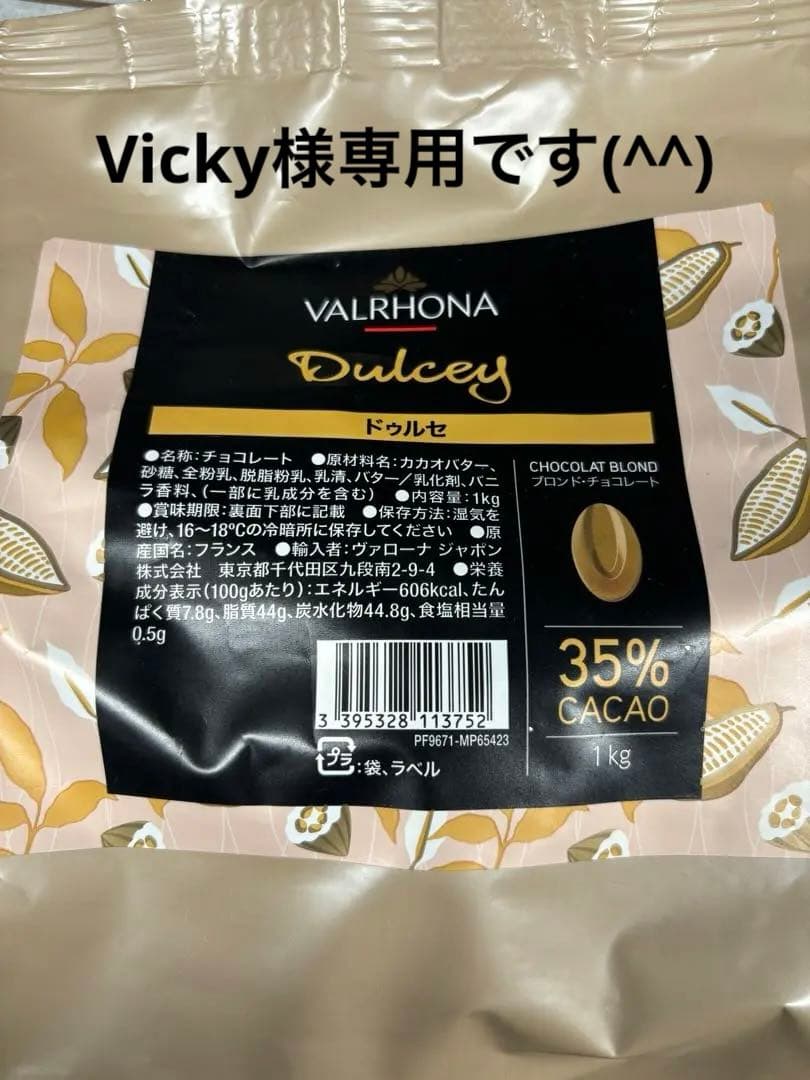 Vicky様専用です(^^)
VALRHONA
Dulcey
ドゥルセ
●名称：チョコレート　●原材料名：カカオバター、
砂糖、全粉乳、脱脂粉乳、乳清、バター／乳化剤、バニ
ラ香料、(一部に乳成分を含む)　●内容量：1kg
●賞味期限：裏面下部に記載　●保存方法：湿気を
避け、16〜18℃の冷暗所に保存してください　●原
産国名：フランス　●輸入者：ヴァローナ ジャポン
株式会社　東京都千代田区九段南2-9-4　●栄養
成分表示(100gあたり)：エネルギー606kcal、たん
ぱく質7.8g、脂質44g、炭水化物44.8g、食塩相当量
0.5g
3 395328 113752
PF9671-MP65423
プラ：袋、ラベル
CHOCOLAT BLOND
ブロンド・チョコレート
35%
CACAO
1 kg